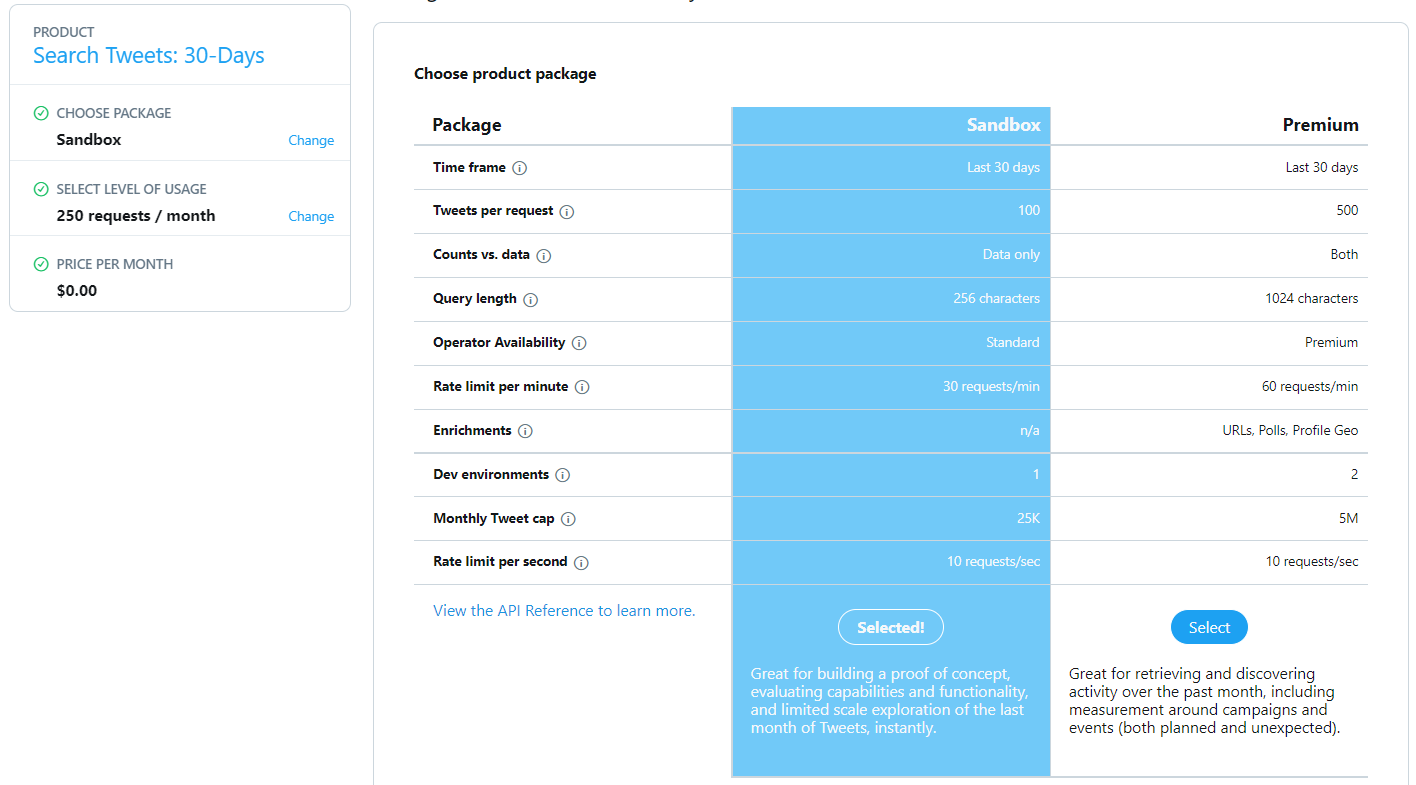 PRODUCT
Search Tweets: 30-Days
CHOOSE PACKAGE
Sandbox Change
SELECT LEVEL OF USAGE
250 requests / month Change
PRICE PER MONTH
$0.00
Choose product package
Package Sandbox Premium
Time frame Last 30 days Last 30 days
Tweets per request 100 500
Counts vs. data Data only Both
Query length 256 characters 1024 characters
Operator Availability Standard Premium
Rate limit per minute 30 requests/min 60 requests/min
Enrichments n/a URLs, Polls, Profile Geo
Dev environments 1 2
Monthly Tweet cap 25K 5M
Rate limit per second 10 requests/sec 10 requests/sec
View the API Reference to learn more.
Selected!
Great for building a proof of concept,
evaluating capabilities and functionality,
and limited scale exploration of the last
month of Tweets, instantly.
Select
Great for retrieving and discovering
activity over the past month, including
measurement around campaigns and
events (both planned and unexpected).